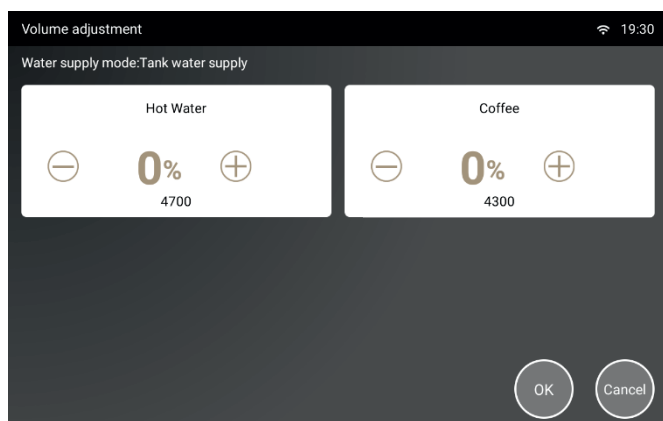 Volume adjustment 19:30
Water supply mode:Tank water supply
Hot Water
0%
4700
Coffee
0%
4300
OK
Cancel